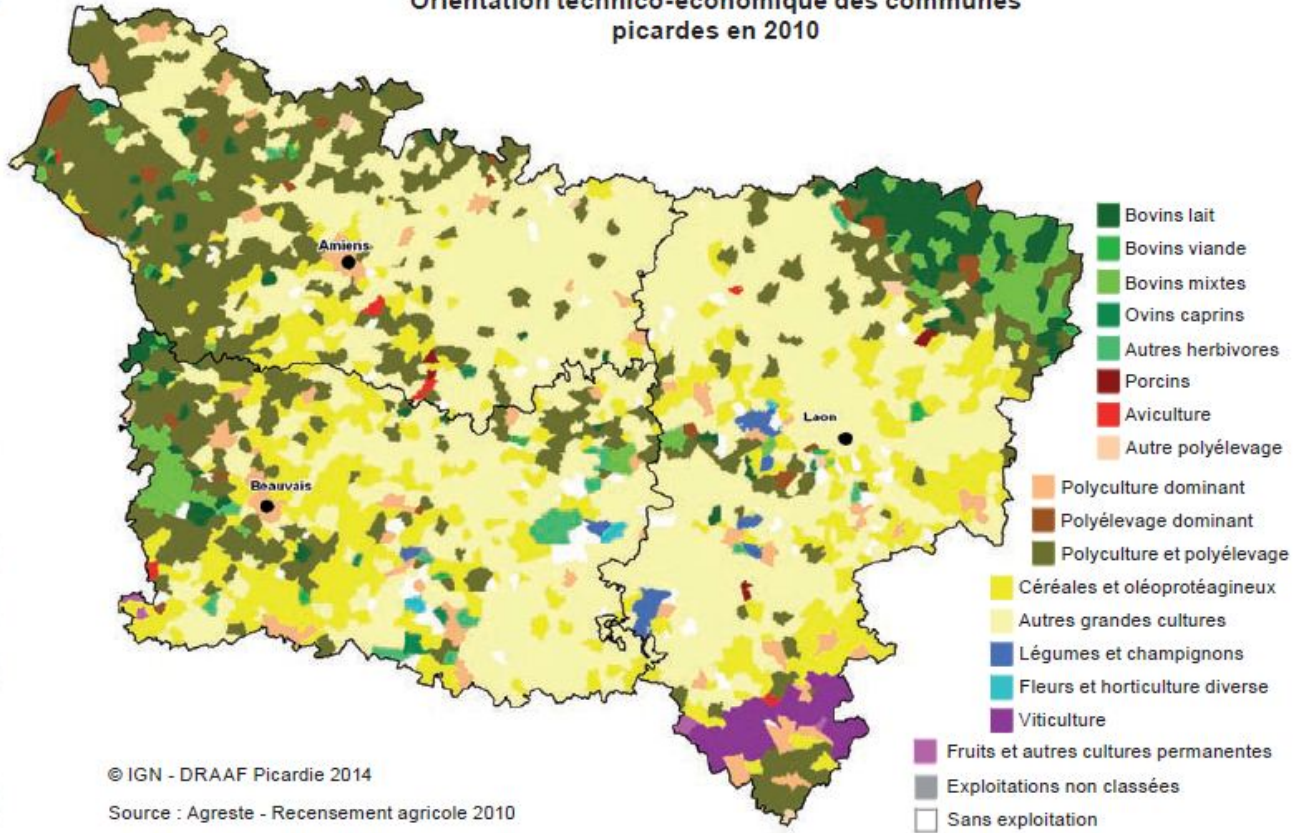 Orientation technico-économique des communes
picardes en 2010
Amiens
Beauvais
Laon
Bovins lait
Bovins viande
Bovins mixtes
Ovins caprins
Autres herbivores
Porcins
Aviculture
Autre polyélevage
Polyculture dominant
Polyélevage dominant
Polyculture et polyélevage
Céréales et oléoprotéagineux
Autres grandes cultures
Légumes et champignons
Fleurs et horticulture diverse
Viticulture
Fruits et autres cultures permanentes
Exploitations non classées
Sans exploitation
© IGN - DRAAF Picardie 2014
Source : Agreste - Recensement agricole 2010